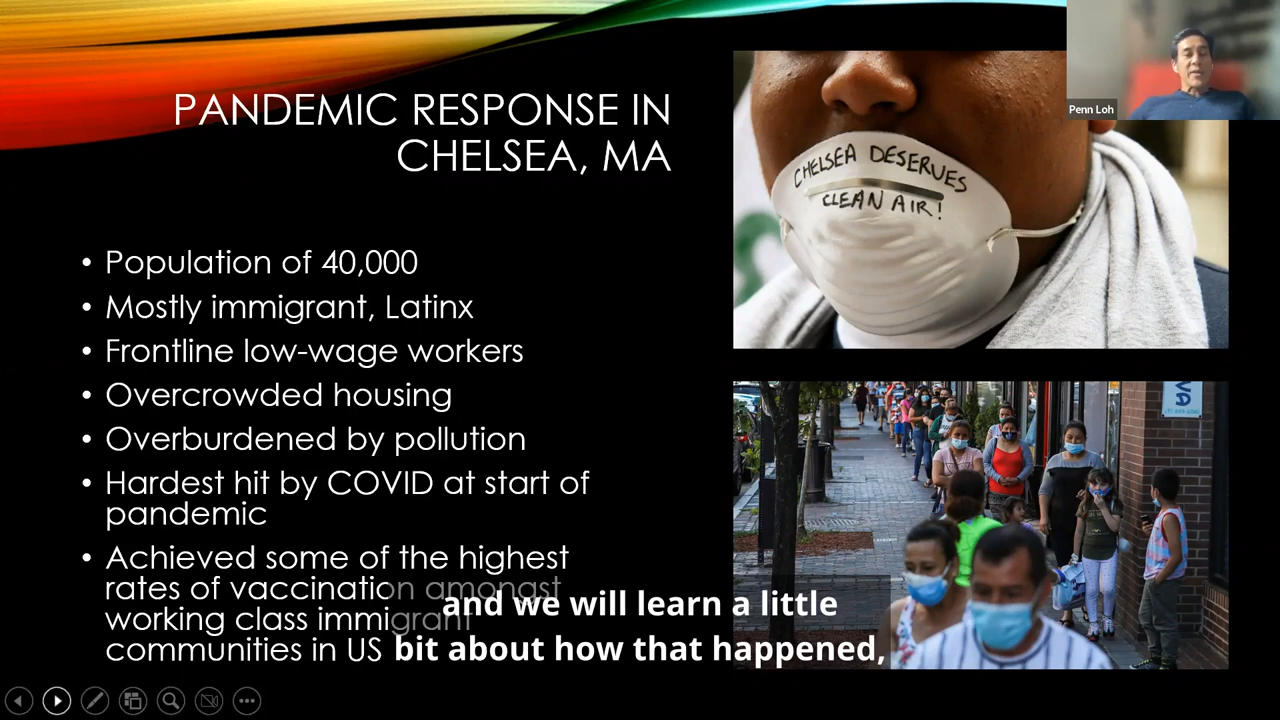 PANDEMIC RESPONSE IN
CHELSEA, MA
• Population of 40,000
• Mostly immigrant, Latinx
• Frontline low-wage workers
• Overcrowded housing
• Overburdened by pollution
• Hardest hit by COVID at start of
pandemic
• Achieved some of the highest
rates of vaccination amongst
working class immigrant
communities in US
CHELSEA DESERVES
CLEAN AIR!
Penn Loh
and we will learn a little
bit about how that happened,